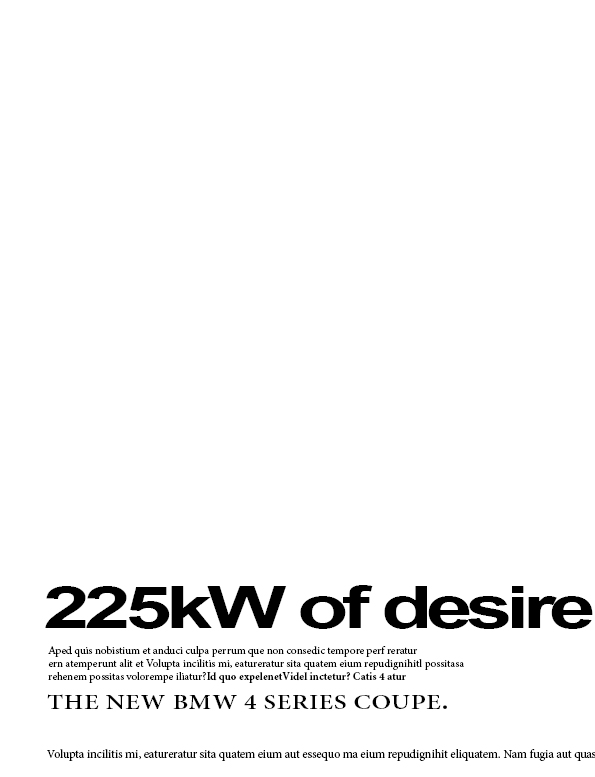 225kW of desire
Aped quis nobistium et anduci culpa perrum que non consedic tempore perf reratur
ern atemperunt alit et Volupta incilitis mi, eatureratur sita quatem eium repudignihitl possitasa
rehenem possitas volorempe iliatur?Id quo expelenetVidel inctetur? Catis 4 atur
THE NEW BMW 4 SERIES COUPE.
Volupta incilitis mi, eatureratur sita quatem eium aut essequo ma eium repudignihit eliquatem. Nam fugia aut quas